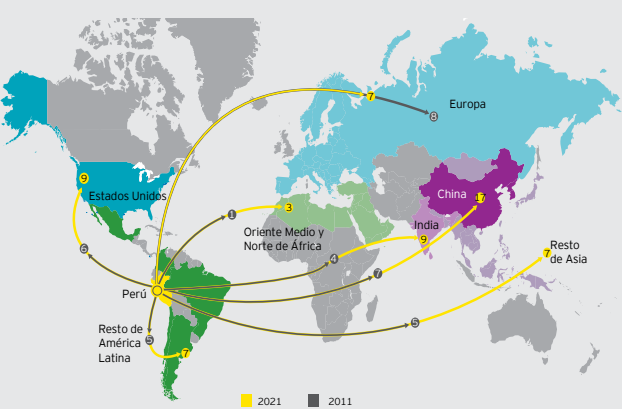 7
8
Europa
9
Estados Unidos
China
17
1
3
Oriente Medio y
Norte de África
India
9
6
4
7
7
Resto
de Asia
Perú
5
Resto de
América
Latina
5
7
2021
2011